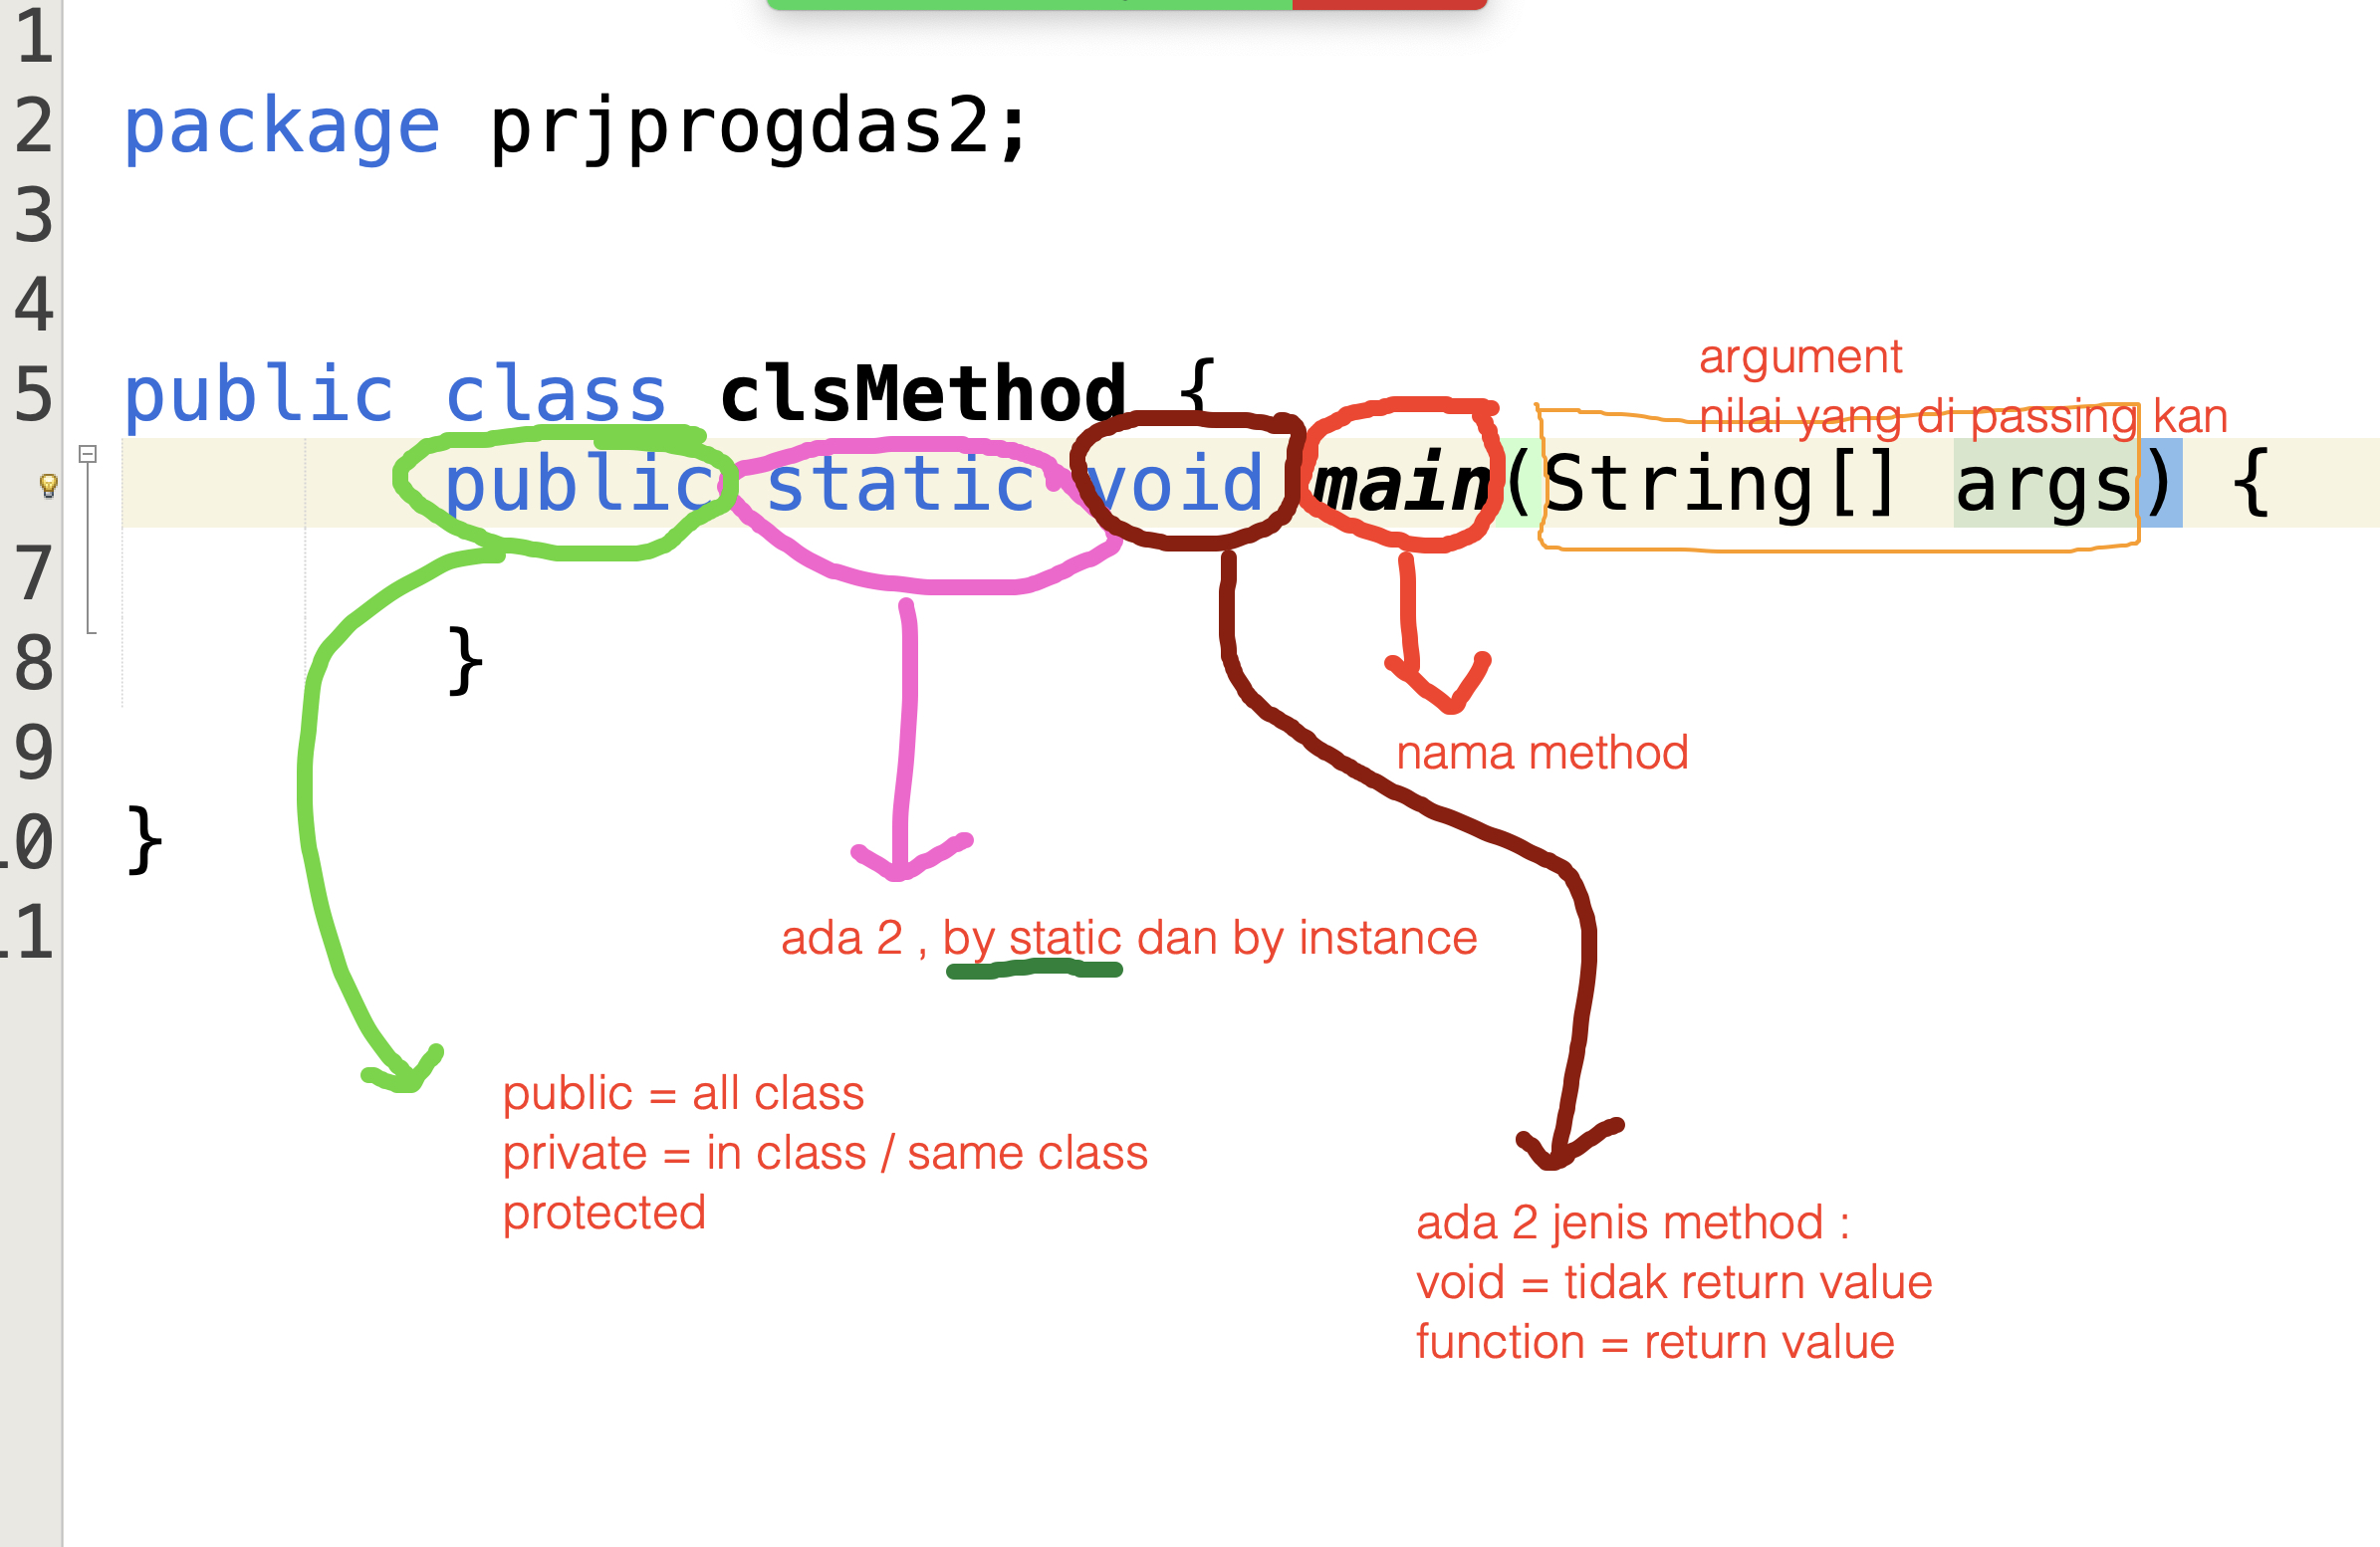 1
2 package prjprogdas2;
3
4
argument
5 public class clsMethod {
nilai yang di passing kan
public static void main(String[] args) {
7
8 }
nama method
9
10 }
11
ada 2 , by static dan by instance
public = all class
private = in class / same class
protected
ada 2 jenis method :
void = tidak return value
function = return value